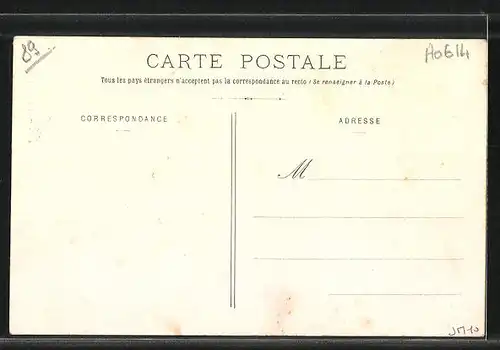 89
A0614
CARTE POSTALE
Tous les pays étrangers n'acceptent pas la correspondance au recto (Se renseigner à la Poste)
CORRESPONDANCE
ADRESSE
M